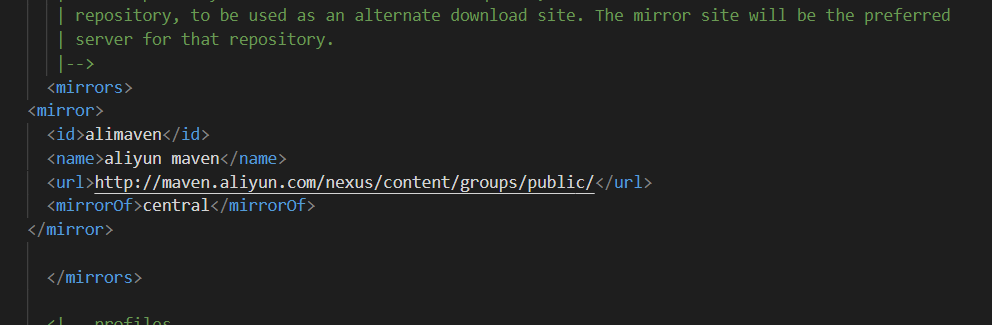 | repository, to be used as an alternate download site. The mirror site will be the preferred
| server for that repository.
|-->
<mirrors>
<mirror>
<id>alimaven</id>
<name>aliyun maven</name>
<url>http://maven.aliyun.com/nexus/content/groups/public/</url>
<mirrorOf>central</mirrorOf>
</mirror>
</mirrors>
profiles